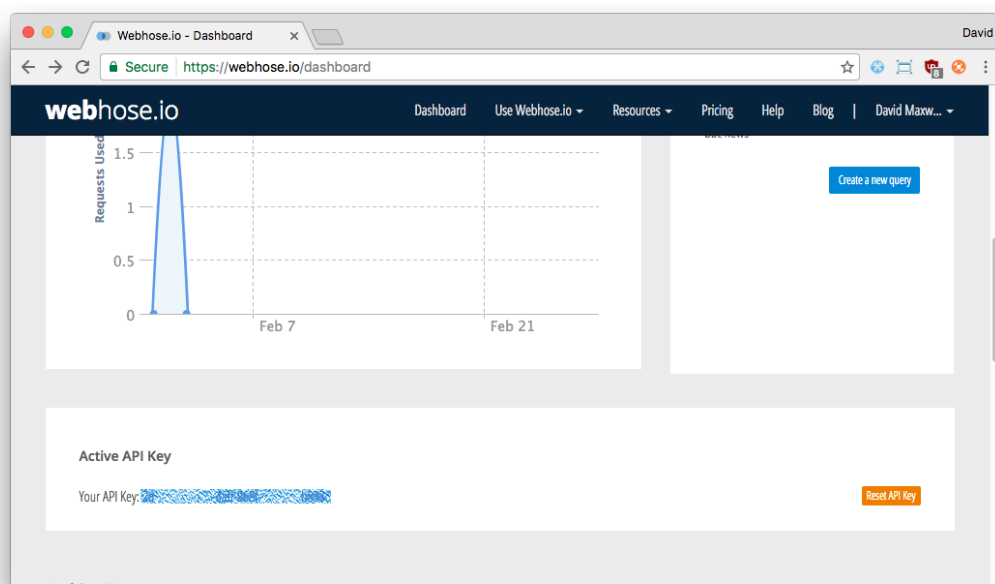 Webhose.io - Dashboard
David
Secure
https://webhose.io/dashboard
8
webhose.io
Dashboard
Use Webhose.io
Resources
Pricing
Help
Blog
|
David Maxw...
Requests Used
1.5
1
0.5
0
Feb 7
Feb 21
Create a new query
Active API Key
Your API Key:
Reset API Key